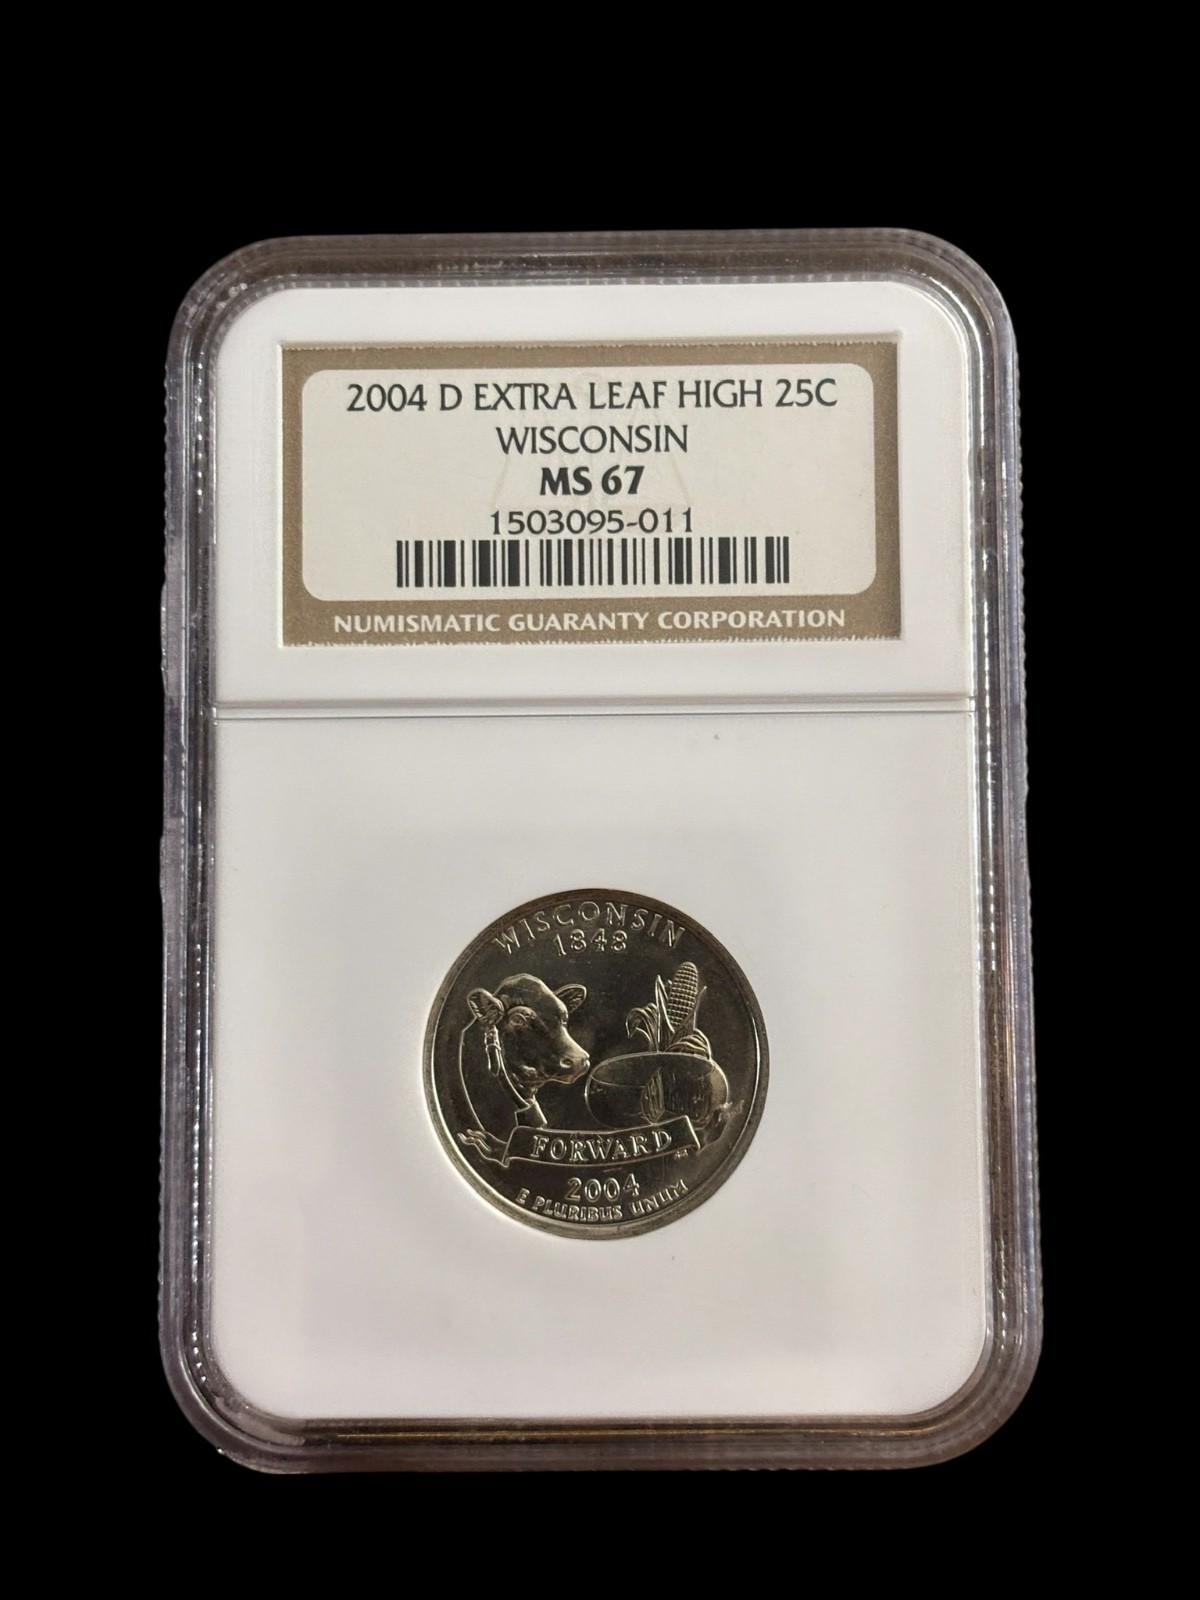 2004 D EXTRA LEAF HIGH 25C
WISCONSIN
MS 67
1503095-011
NUMISMATIC GUARANTY CORPORATION
WISCONSIN
1848
FORWARD
2004
E PLURIBUS UNUM